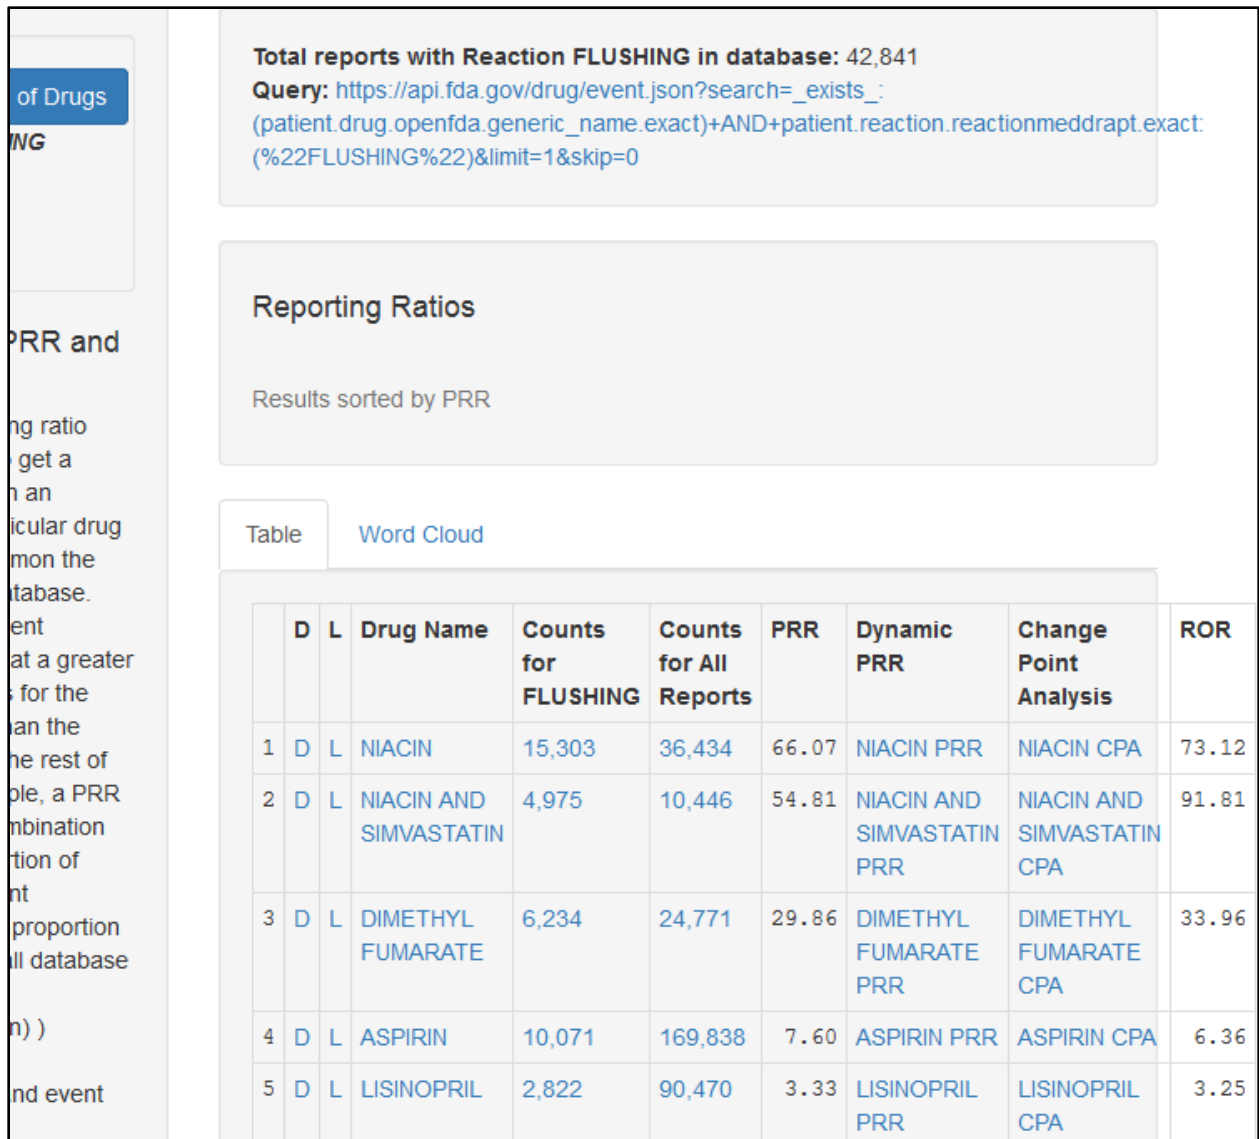 of Drugs
NG
PRR and
ng ratio
get a
n an
icular drug
mon the
tabase.
ent
at a greater
for the
an the
he rest of
ple, a PRR
mbination
tion of
nt
proportion
ll database
n) )
nd event
Total reports with Reaction FLUSHING in database: 42,841
Query: https://api.fda.gov/drug/event.json?search=_exists_:
(patient.drug.openfda.generic_name.exact)+AND+patient.reaction.reactionmeddrapt.exact:
(%22FLUSHING%22)&limit=1&skip=0
Reporting Ratios
Results sorted by PRR
Table Word Cloud
D L Drug Name Counts for FLUSHING Counts for All Reports PRR Dynamic PRR Change Point Analysis ROR
1 D L NIACIN 15,303 36,434 66.07 NIACIN PRR NIACIN CPA 73.12
2 D L NIACIN AND SIMVASTATIN 4,975 10,446 54.81 NIACIN AND SIMVASTATIN PRR NIACIN AND SIMVASTATIN CPA 91.81
3 D L DIMETHYL FUMARATE 6,234 24,771 29.86 DIMETHYL FUMARATE PRR DIMETHYL FUMARATE CPA 33.96
4 D L ASPIRIN 10,071 169,838 7.60 ASPIRIN PRR ASPIRIN CPA 6.36
5 D L LISINOPRIL 2,822 90,470 3.33 LISINOPRIL PRR LISINOPRIL CPA 3.25